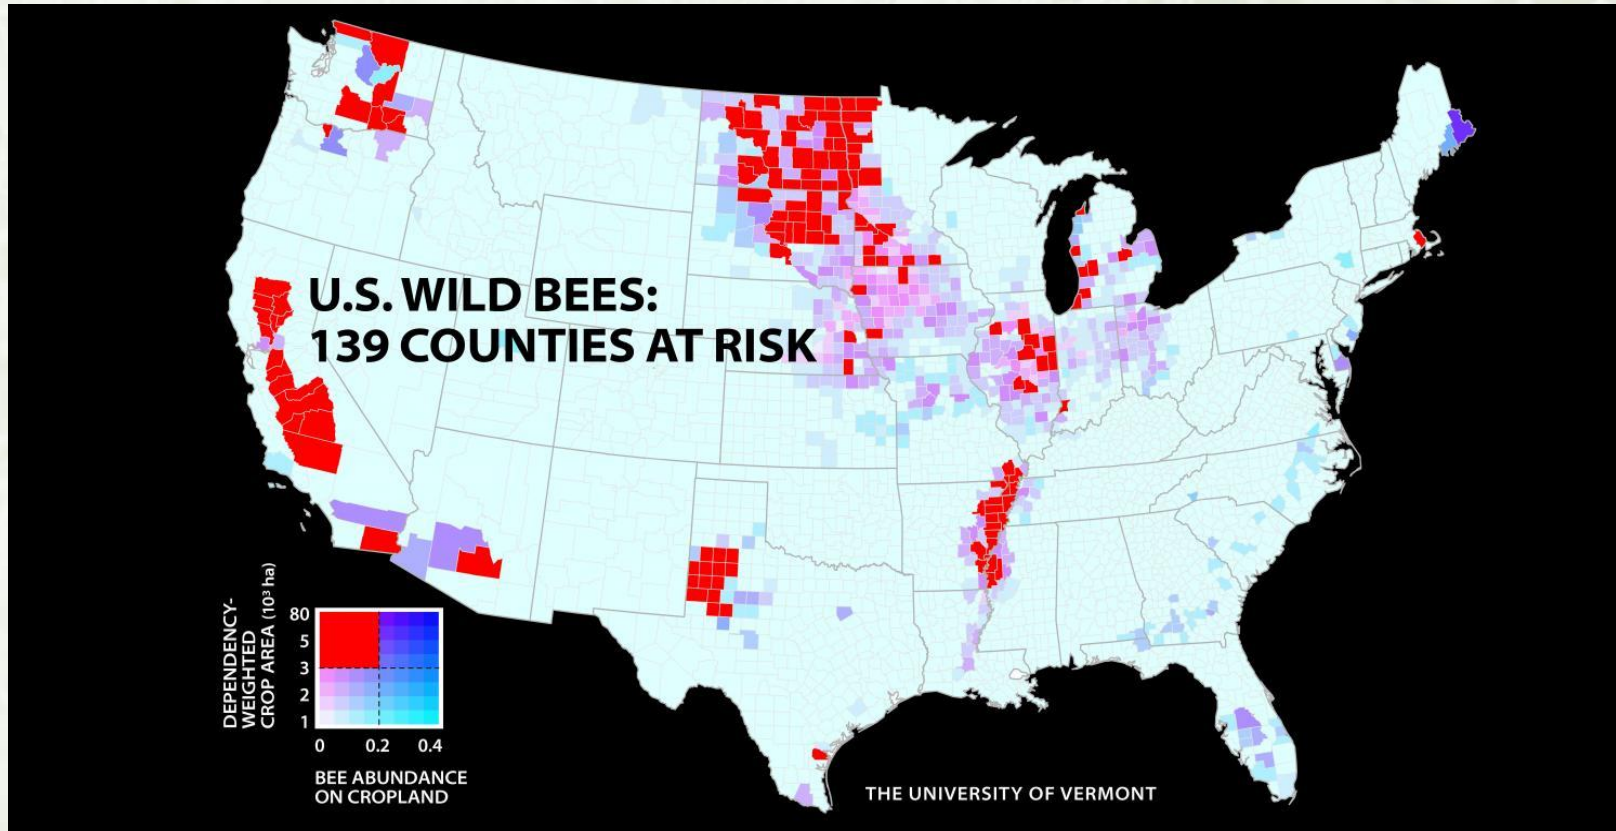 U.S. WILD BEES:
139 COUNTIES AT RISK
DEPENDENCY-
WEIGHTED
CROP AREA (10³ ha)
80
5
3
2
1
0 0.2 0.4
BEE ABUNDANCE
ON CROPLAND
THE UNIVERSITY OF VERMONT